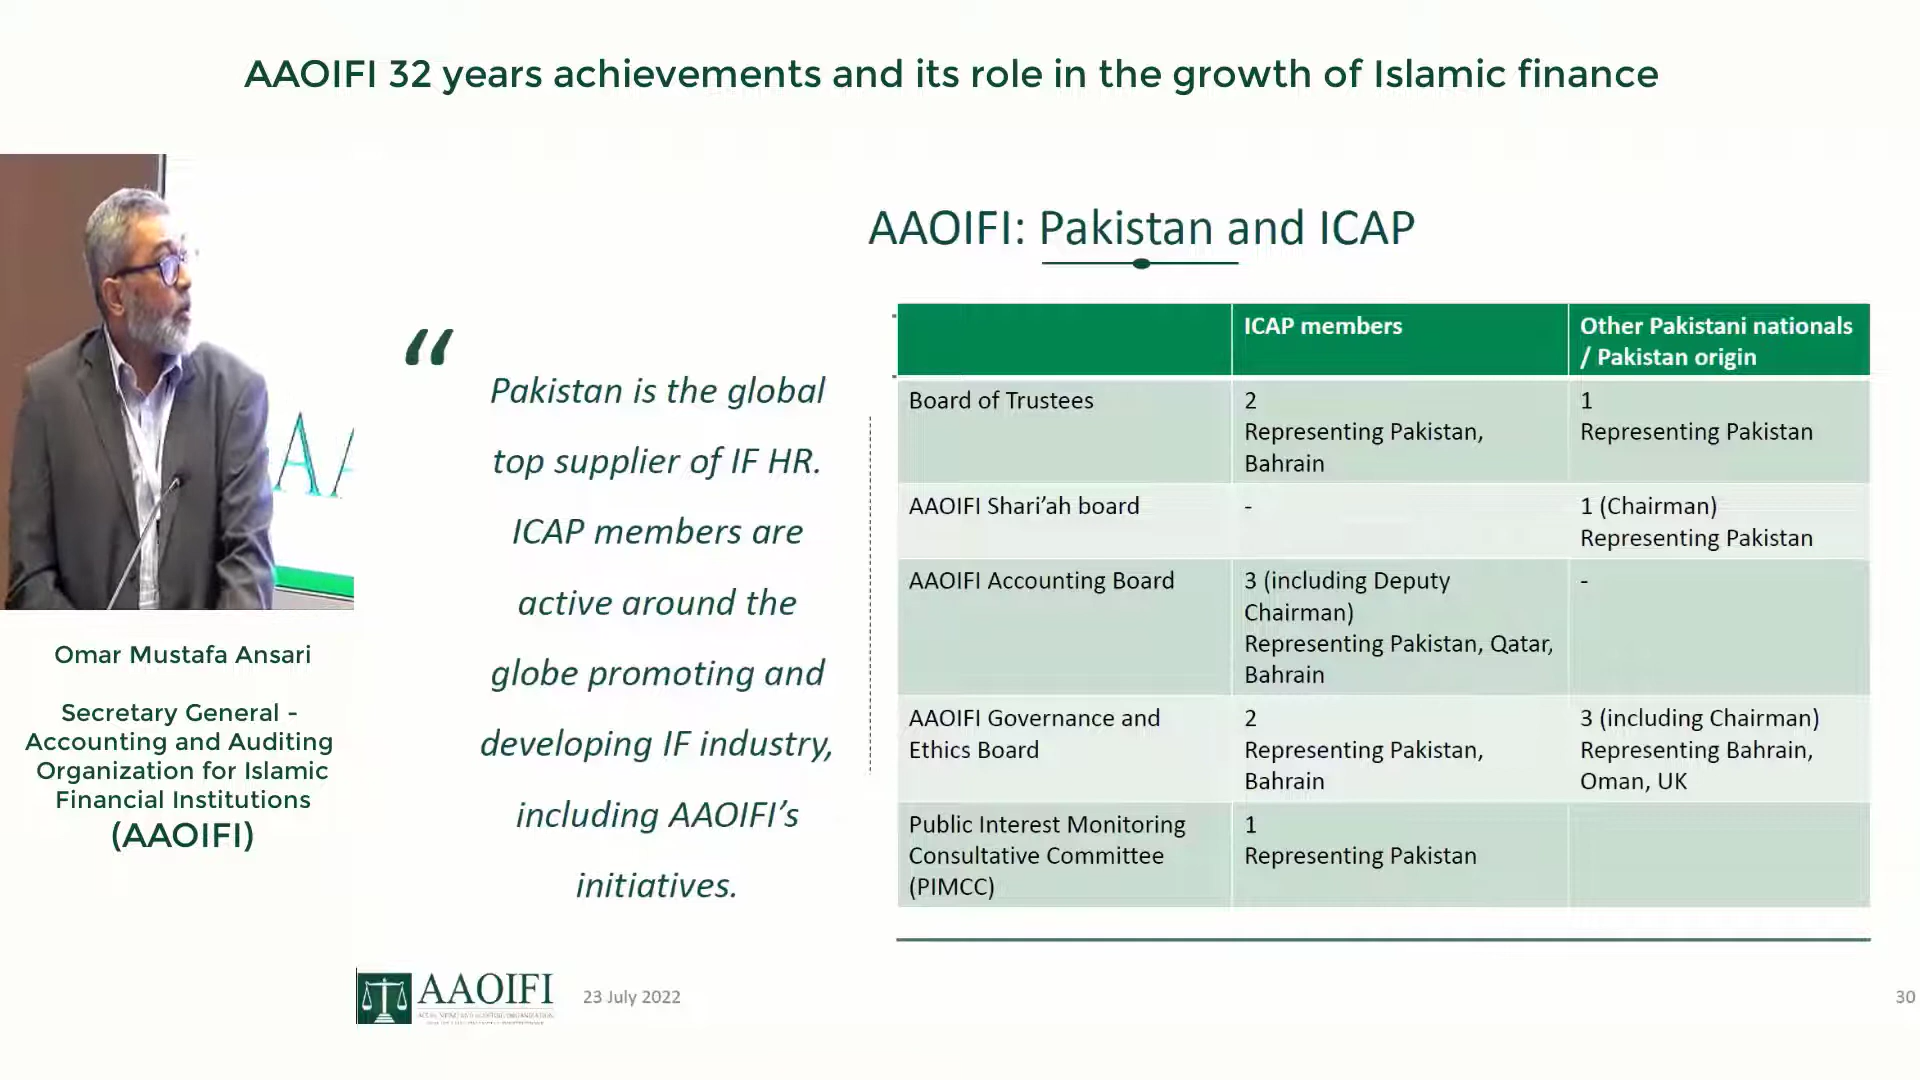 AAOIFI 32 years achievements and its role in the growth of Islamic finance
AA
Omar Mustafa Ansari
Secretary General -
Accounting and Auditing
Organization for Islamic
Financial Institutions
(AAOIFI)
AAOIFI: Pakistan and ICAP
“
Pakistan is the global
top supplier of IF HR.
ICAP members are
active around the
globe promoting and
developing IF industry,
including AAOIFI’s
initiatives.
ICAP members
Other Pakistani nationals
/ Pakistan origin
Board of Trustees
2
Representing Pakistan,
Bahrain
1
Representing Pakistan
AAOIFI Shari’ah board
-
1 (Chairman)
Representing Pakistan
AAOIFI Accounting Board
3 (including Deputy
Chairman)
Representing Pakistan, Qatar,
Bahrain
-
AAOIFI Governance and
Ethics Board
2
Representing Pakistan,
Bahrain
3 (including Chairman)
Representing Bahrain,
Oman, UK
Public Interest Monitoring
Consultative Committee
(PIMCC)
1
Representing Pakistan
AAOIFI
23 July 2022
30